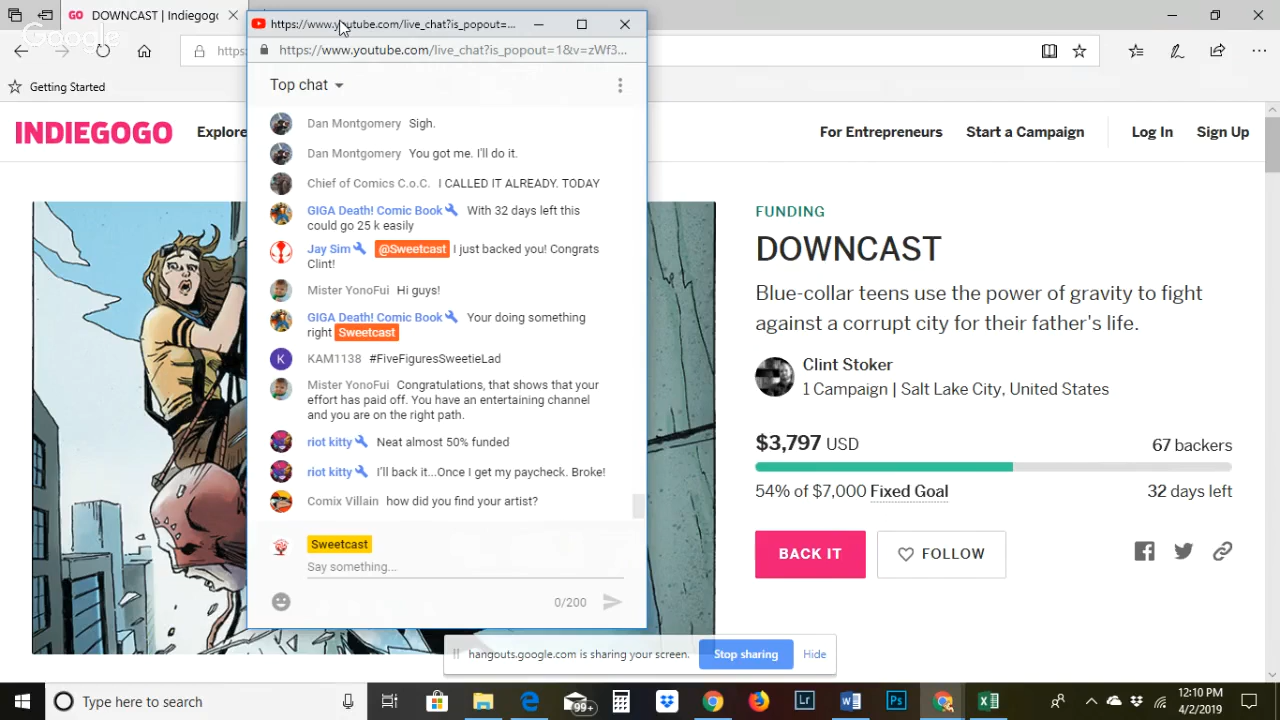 DOWNCAST | Indiegogo
https://www.youtube.com/live_chat?is_popout=...
Google
https:
https://www.youtube.com/live_chat?is_popout=1&v=zWf3...
Getting Started
Top chat
INDIEGOGO
Explore
For Entrepreneurs
Start a Campaign
Log In
Sign Up
Dan Montgomery Sigh.
Dan Montgomery You got me. I'll do it.
Chief of Comics C.o.C. I CALLED IT ALREADY. TODAY
GIGA Death! Comic Book With 32 days left this
could go 25 k easily
Jay Sim @Sweetcast I just backed you! Congrats
Clint!
Mister YonoFui Hi guys!
GIGA Death! Comic Book Your doing something
right Sweetcast
K KAM1138 #FiveFiguresSweetieLad
Mister YonoFui Congratulations, that shows that your
effort has paid off. You have an entertaining channel
and you are on the right path.
riot kitty Neat almost 50% funded
riot kitty I'll back it...Once I get my paycheck. Broke!
Comix Villain how did you find your artist?
Sweetcast
Say something...
0/200
FUNDING
DOWNCAST
Blue-collar teens use the power of gravity to fight
against a corrupt city for their father's life.
Clint Stoker
1 Campaign | Salt Lake City, United States
$3,797 USD
67 backers
54% of $7,000 Fixed Goal
32 days left
BACK IT
FOLLOW
hangouts.google.com is sharing your screen.
Stop sharing
Hide
Type here to search
99+
Lr
Ps
12:10 PM
4/2/2019